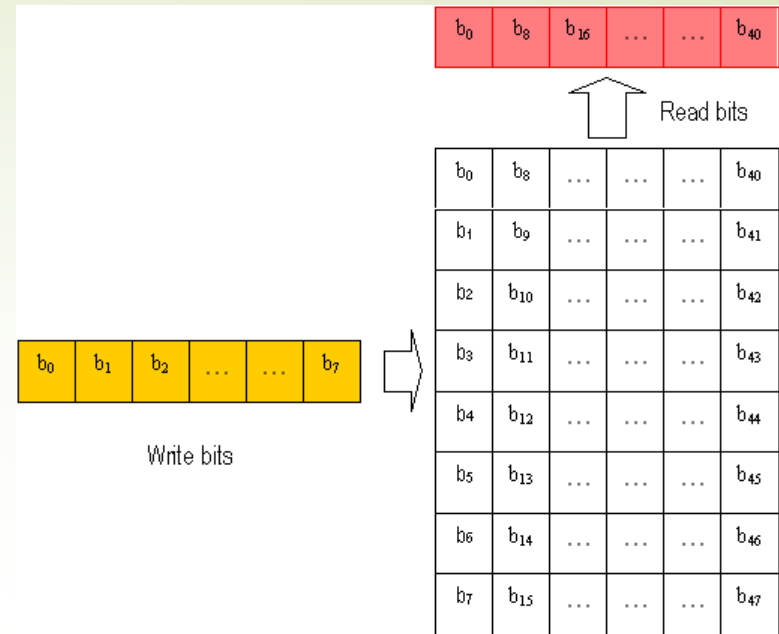 b0 b8 b16 ... ... b40
Read bits
b0 b8 ... ... ... b40
b1 b9 ... ... ... b41
b2 b10 ... ... ... b42
b3 b11 ... ... ... b43
b4 b12 ... ... ... b44
b5 b13 ... ... ... b45
b6 b14 ... ... ... b46
b7 b15 ... ... ... b47
b0 b1 b2 ... ... b7
Write bits